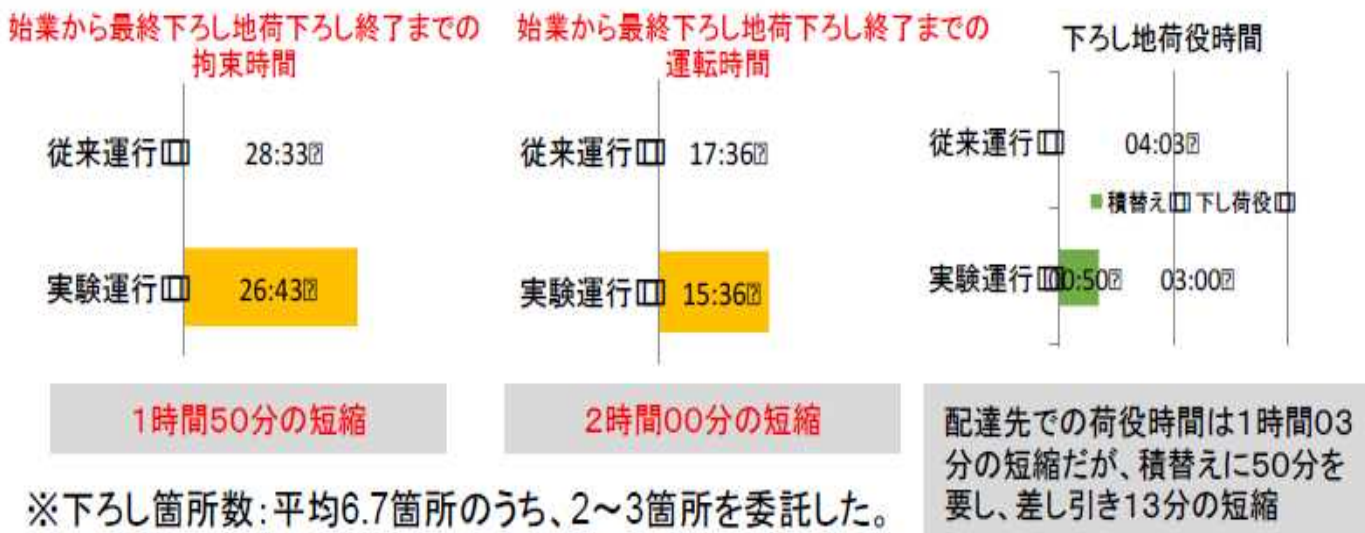 始業から最終下ろし地荷下ろし終了までの
拘束時間
従来運行
28:33
実験運行
26:43
1時間50分の短縮
始業から最終下ろし地荷下ろし終了までの
運転時間
従来運行
17:36
実験運行
15:36
2時間00分の短縮
下ろし地荷役時間
従来運行
04:03
積替え 下し荷役
実験運行
0:50 03:00
配達先での荷役時間は1時間03
分の短縮だが、積替えに50分を
要し、差し引き13分の短縮
※下ろし箇所数:平均6.7箇所のうち、2～3箇所を委託した。